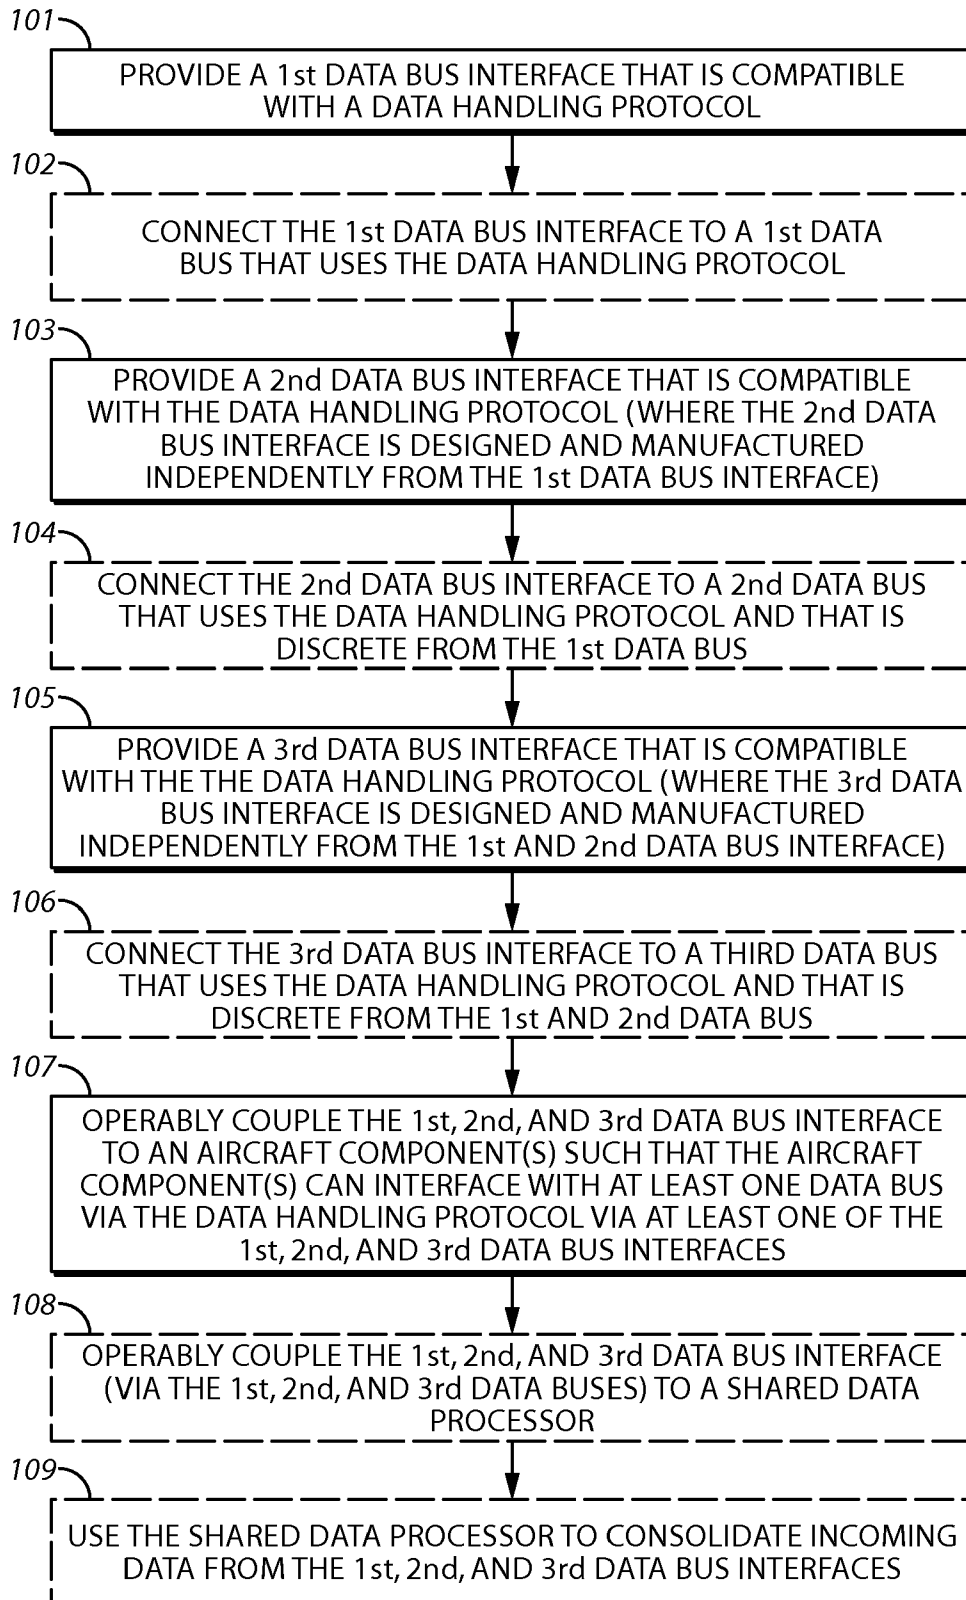 101
PROVIDE A 1st DATA BUS INTERFACE THAT IS COMPATIBLE
WITH A DATA HANDLING PROTOCOL
102
CONNECT THE 1st DATA BUS INTERFACE TO A 1st DATA
BUS THAT USES THE DATA HANDLING PROTOCOL
103
PROVIDE A 2nd DATA BUS INTERFACE THAT IS COMPATIBLE
WITH THE DATA HANDLING PROTOCOL (WHERE THE 2nd DATA
BUS INTERFACE IS DESIGNED AND MANUFACTURED
INDEPENDENTLY FROM THE 1st DATA BUS INTERFACE)
104
CONNECT THE 2nd DATA BUS INTERFACE TO A 2nd DATA BUS
THAT USES THE DATA HANDLING PROTOCOL AND THAT IS
DISCRETE FROM THE 1st DATA BUS
105
PROVIDE A 3rd DATA BUS INTERFACE THAT IS COMPATIBLE
WITH THE THE DATA HANDLING PROTOCOL (WHERE THE 3rd DATA
BUS INTERFACE IS DESIGNED AND MANUFACTURED
INDEPENDENTLY FROM THE 1st AND 2nd DATA BUS INTERFACE)
106
CONNECT THE 3rd DATA BUS INTERFACE TO A THIRD DATA BUS
THAT USES THE DATA HANDLING PROTOCOL AND THAT IS
DISCRETE FROM THE 1st AND 2nd DATA BUS
107
OPERABLY COUPLE THE 1st, 2nd, AND 3rd DATA BUS INTERFACE
TO AN AIRCRAFT COMPONENT(S) SUCH THAT THE AIRCRAFT
COMPONENT(S) CAN INTERFACE WITH AT LEAST ONE DATA BUS
VIA THE DATA HANDLING PROTOCOL VIA AT LEAST ONE OF THE
1st, 2nd, AND 3rd DATA BUS INTERFACES
108
OPERABLY COUPLE THE 1st, 2nd, AND 3rd DATA BUS INTERFACE
(VIA THE 1st, 2nd, AND 3rd DATA BUSES) TO A SHARED DATA
PROCESSOR
109
USE THE SHARED DATA PROCESSOR TO CONSOLIDATE INCOMING
DATA FROM THE 1st, 2nd, AND 3rd DATA BUS INTERFACES